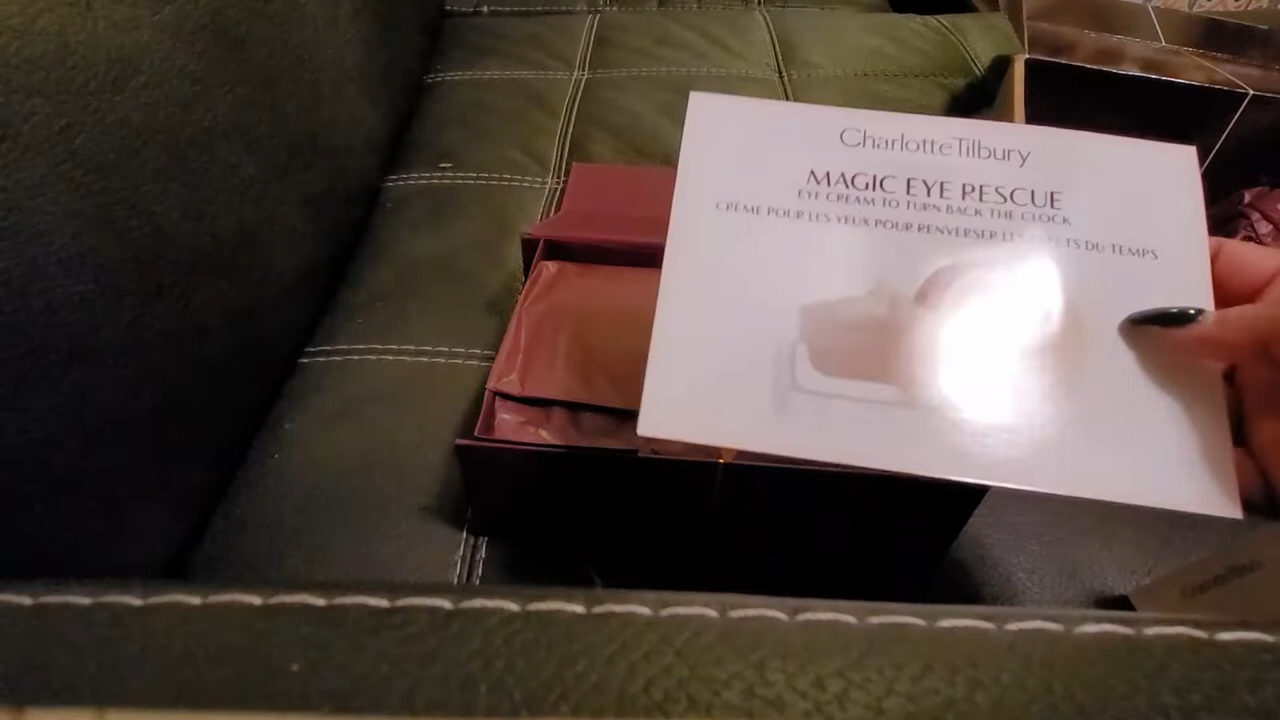 CharlotteTilbury
MAGIC EYE RESCUE
EYE CREAM TO TURN BACK THE CLOCK
CRÈME POUR LES YEUX POUR RENVERSER DU TEMPS